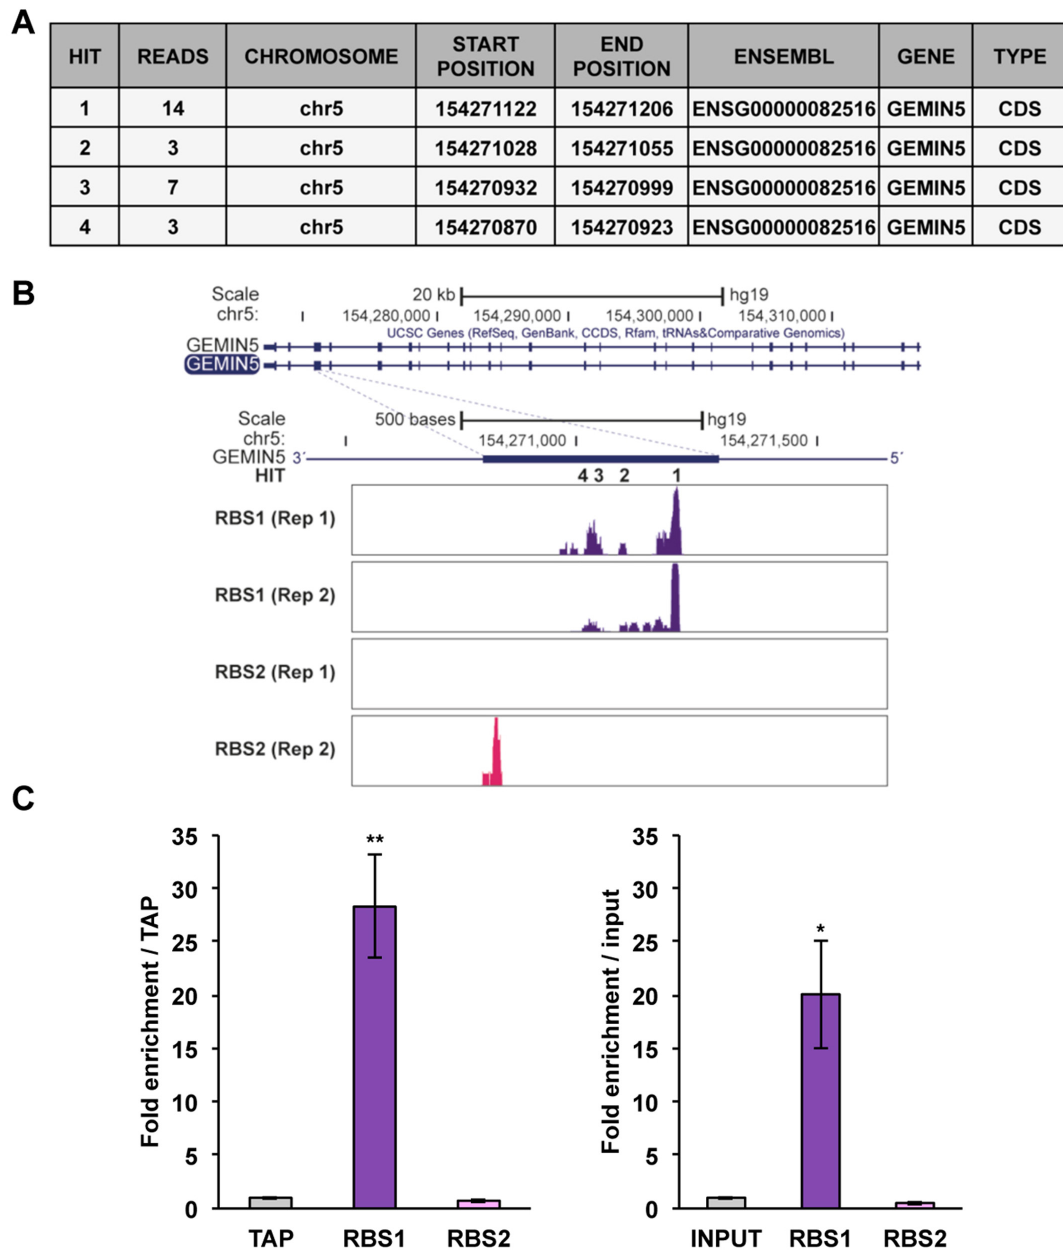 A
HIT READS CHROMOSOME START POSITION END POSITION ENSEMBL GENE TYPE
1 14 chr5 154271122 154271206 ENSG00000082516 GEMIN5 CDS
2 3 chr5 154271028 154271055 ENSG00000082516 GEMIN5 CDS
3 7 chr5 154270932 154270999 ENSG00000082516 GEMIN5 CDS
4 3 chr5 154270870 154270923 ENSG00000082516 GEMIN5 CDS
B
Scale 20 kb hg19
chr5: 154,280,000 154,290,000 154,300,000 154,310,000
UCSC Genes (RefSeq, GenBank, CCDS, Rfam, tRNAs&Comparative Genomics)
GEMIN5
GEMIN5
Scale 500 bases hg19
chr5: 154,271,000 154,271,500
GEMIN5 3´ 5´
HIT 4 3 2 1
RBS1 (Rep 1)
RBS1 (Rep 2)
RBS2 (Rep 1)
RBS2 (Rep 2)
C
Fold enrichment / TAP
35
30
25
20
15
10
5
0
**
TAP RBS1 RBS2
Fold enrichment / input
35
30
25
20
15
10
5
0
*
INPUT RBS1 RBS2